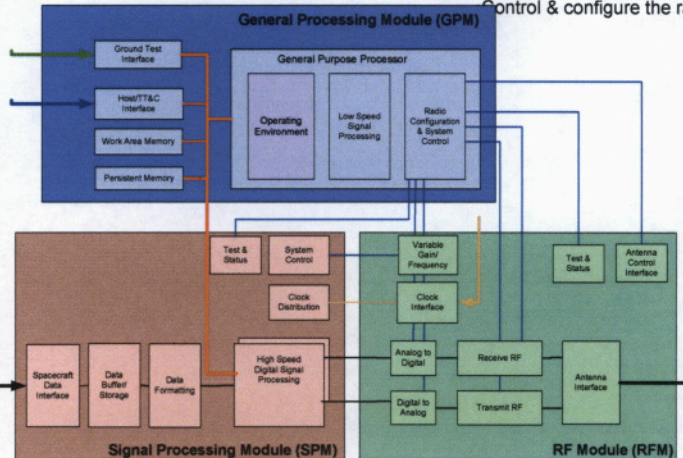 Control & configure the ra
General Processing Module (GPM)
Ground Test
Interface
Host/TT&C
Interface
Work Area Memory
Persistent Memory
General Purpose Processor
Operating
Environment
Low Speed
Signal
Processing
Radio
Configuration
& System
Control
Test &
Status
System
Control
Clock
Distribution
Spacecraft
Data
Interface
Data
Buffer/
Storage
Data
Formatting
High Speed
Digital Signal
Processing
Signal Processing Module (SPM)
Variable
Gain/
Frequency
Clock
Interface
Test &
Status
Antenna
Control
Interface
Analog to
Digital
Receive RF
Digital to
Analog
Transmit RF
Antenna
Interface
RF Module (RFM)